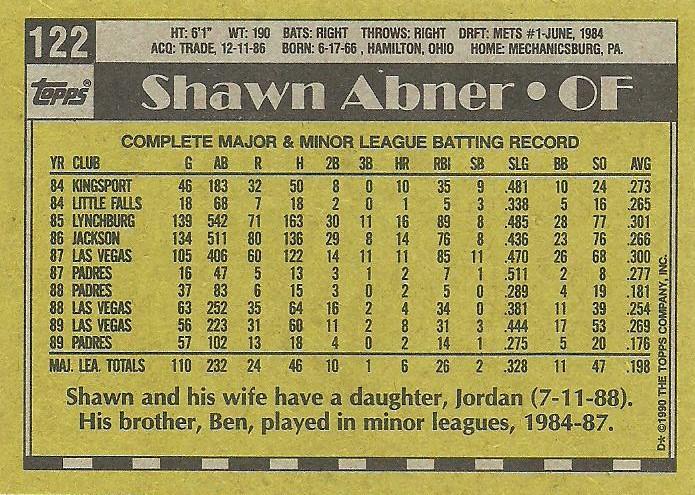 122
HT: 6'1" WT: 190 BATS: RIGHT THROWS: RIGHT DRFT: METS #1-JUNE, 1984
ACQ: TRADE, 12-11-86 BORN: 6-17-66, HAMILTON, OHIO HOME: MECHANICSBURG, PA.
Topps®
Shawn Abner • OF
COMPLETE MAJOR & MINOR LEAGUE BATTING RECORD
YR CLUB G AB R H 2B 3B HR RBI SB SLG BB SO AVG
84 KINGSPORT 46 183 32 50 8 0 10 35 9 .481 10 24 .273
84 LITTLE FALLS 18 68 7 18 2 0 1 5 3 .338 5 16 .265
85 LYNCHBURG 139 542 71 163 30 11 16 89 8 .485 28 77 .301
86 JACKSON 134 511 80 136 29 8 14 76 8 .436 23 76 .266
87 LAS VEGAS 105 406 60 122 14 11 11 85 11 .470 26 68 .300
87 PADRES 16 47 5 13 3 1 2 7 1 .511 2 8 .277
88 PADRES 37 83 6 15 3 0 2 5 0 .289 4 19 .181
88 LAS VEGAS 63 252 35 64 16 2 4 34 0 .381 11 39 .254
89 LAS VEGAS 56 223 31 60 11 2 8 31 3 .444 17 53 .269
89 PADRES 57 102 13 18 4 0 2 14 1 .275 5 20 .176
MAJ. LEA. TOTALS 110 232 24 46 10 1 6 26 2 .328 11 47 .198
Shawn and his wife have a daughter, Jordan (7-11-88).
His brother, Ben, played in minor leagues, 1984-87.
D* ©1990 THE TOPPS COMPANY, INC.